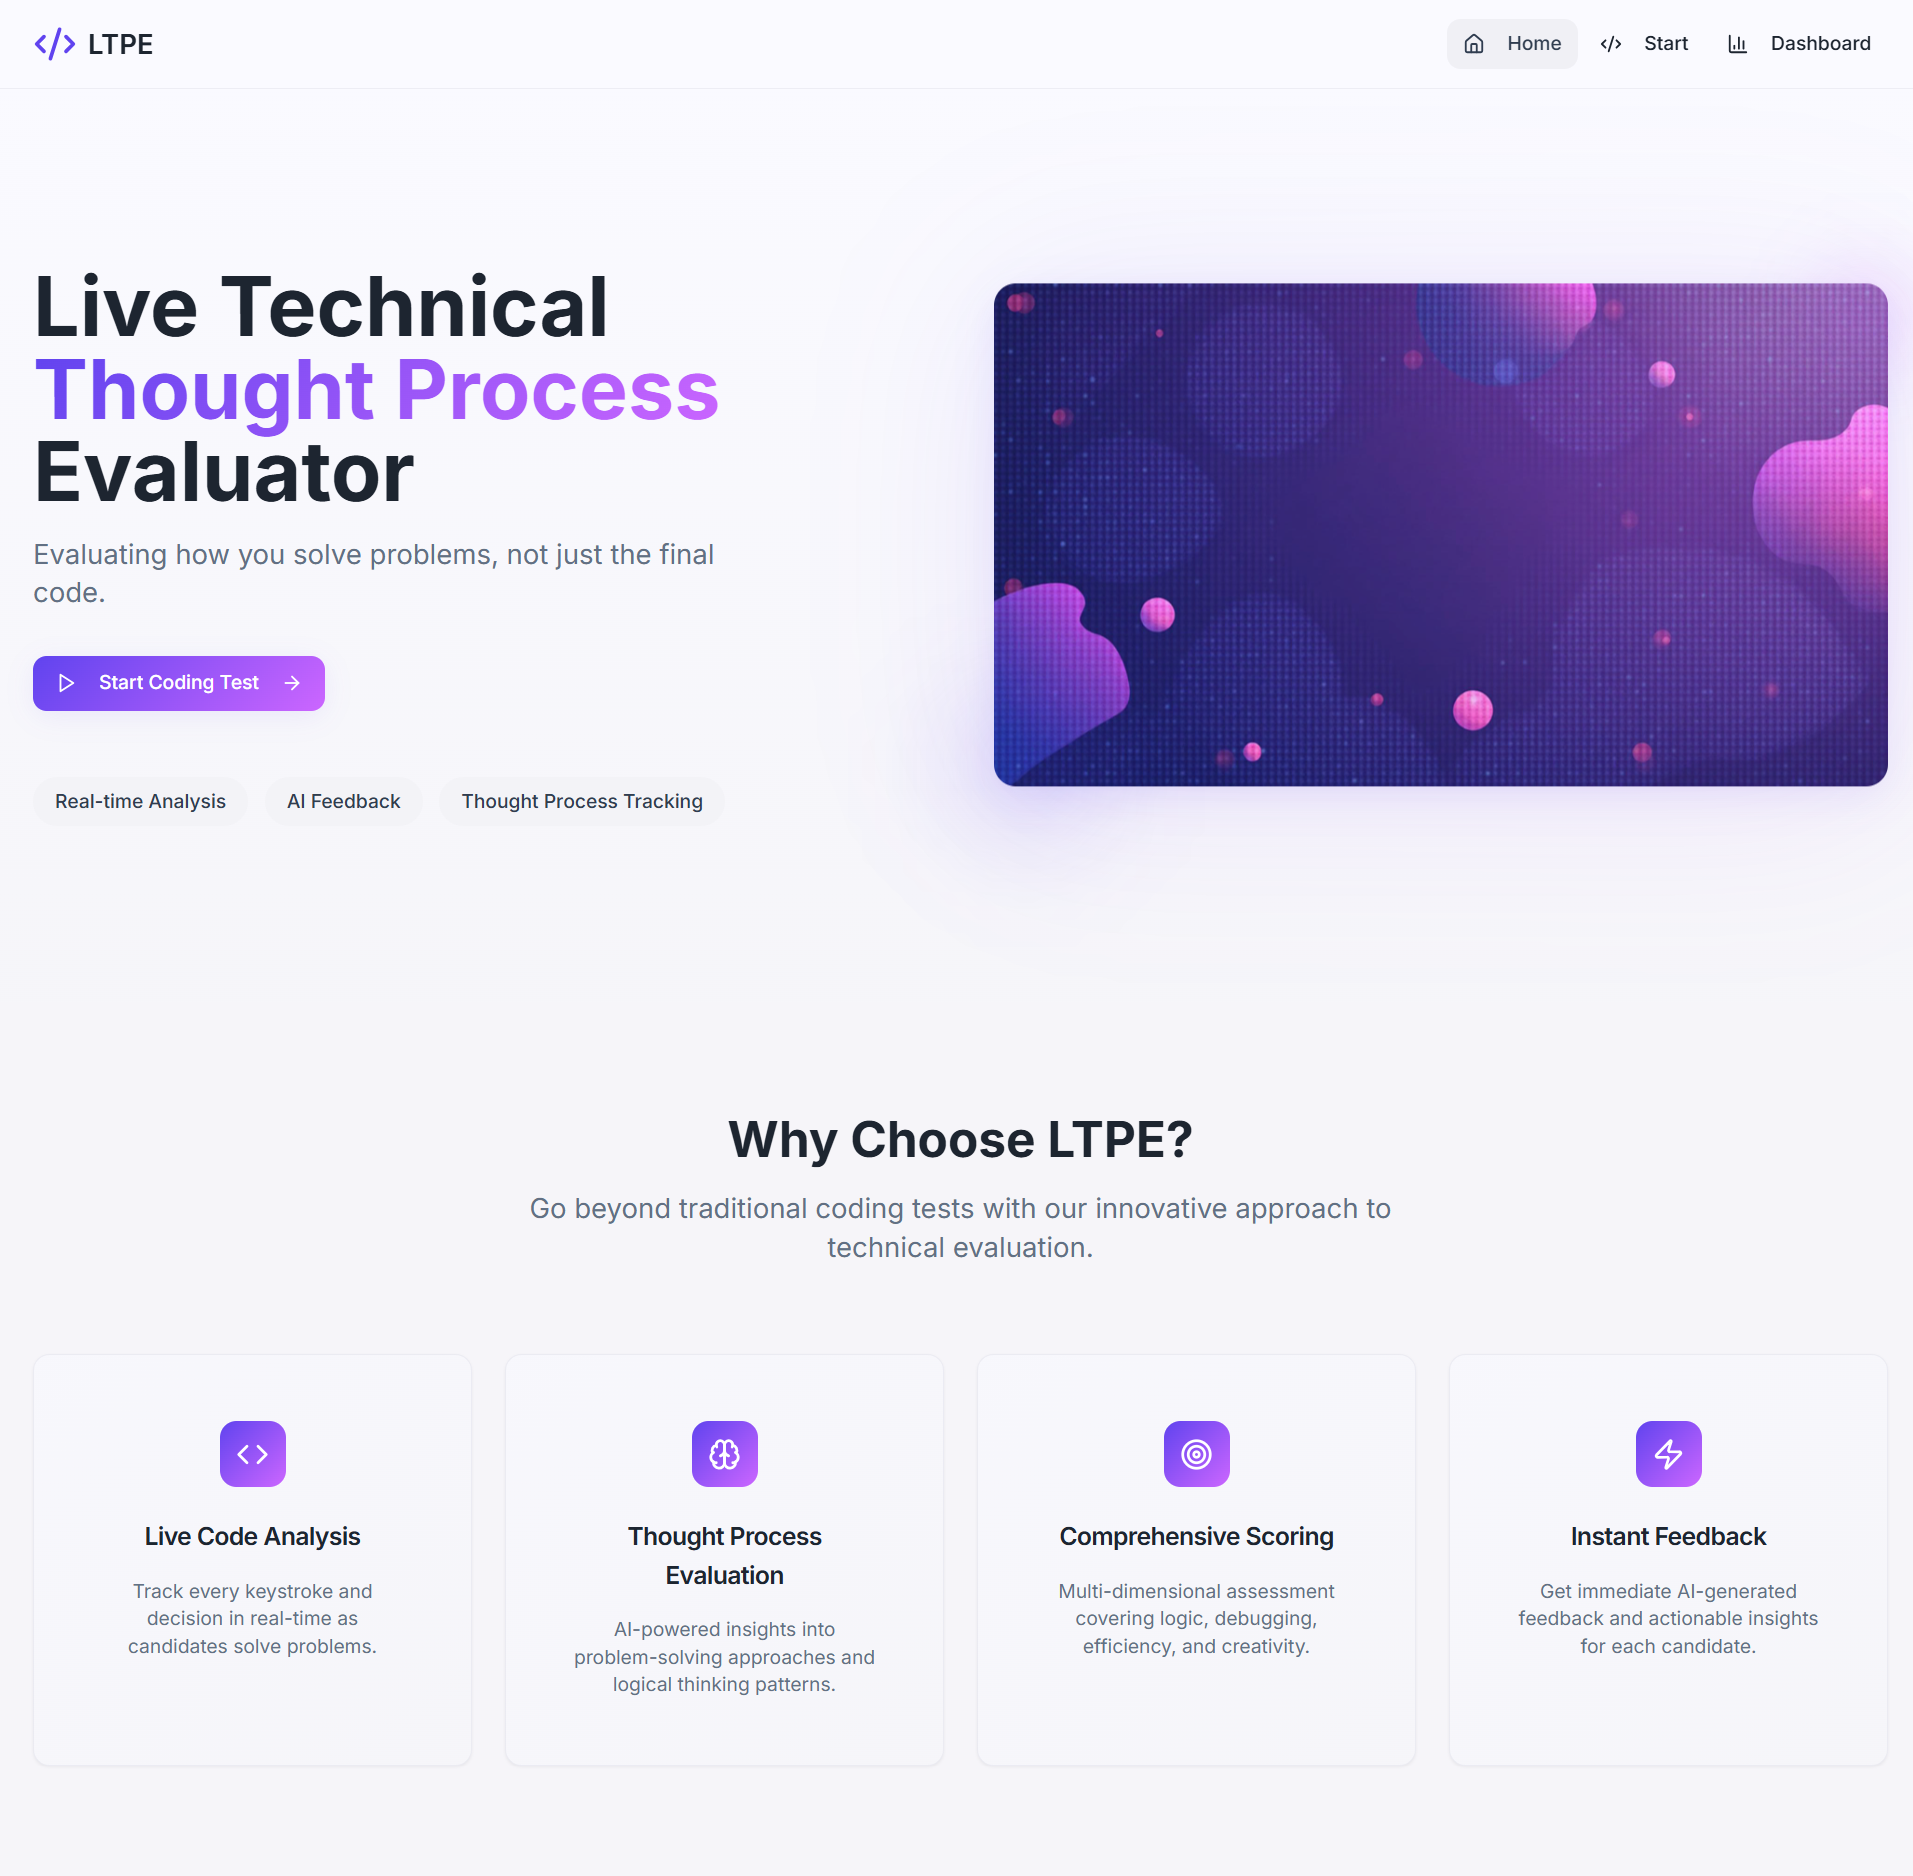 LTPE
Home
Start
Dashboard
Live Technical
Thought Process
Evaluator
Evaluating how you solve problems, not just the final
code.
Start Coding Test
Real-time Analysis
AI Feedback
Thought Process Tracking
Why Choose LTPE?
Go beyond traditional coding tests with our innovative approach to
technical evaluation.
Live Code Analysis
Track every keystroke and
decision in real-time as
candidates solve problems.
Thought Process
Evaluation
AI-powered insights into
problem-solving approaches and
logical thinking patterns.
Comprehensive Scoring
Multi-dimensional assessment
covering logic, debugging,
efficiency, and creativity.
Instant Feedback
Get immediate AI-generated
feedback and actionable insights
for each candidate.